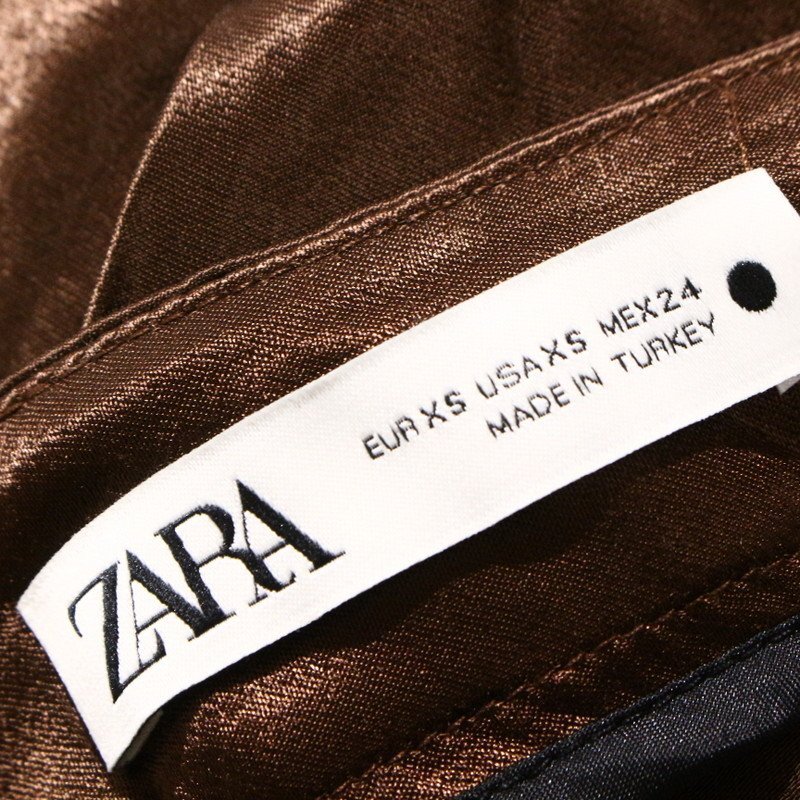 ZARA
EUR XS USA XS MEX 24
MADE IN TURKEY